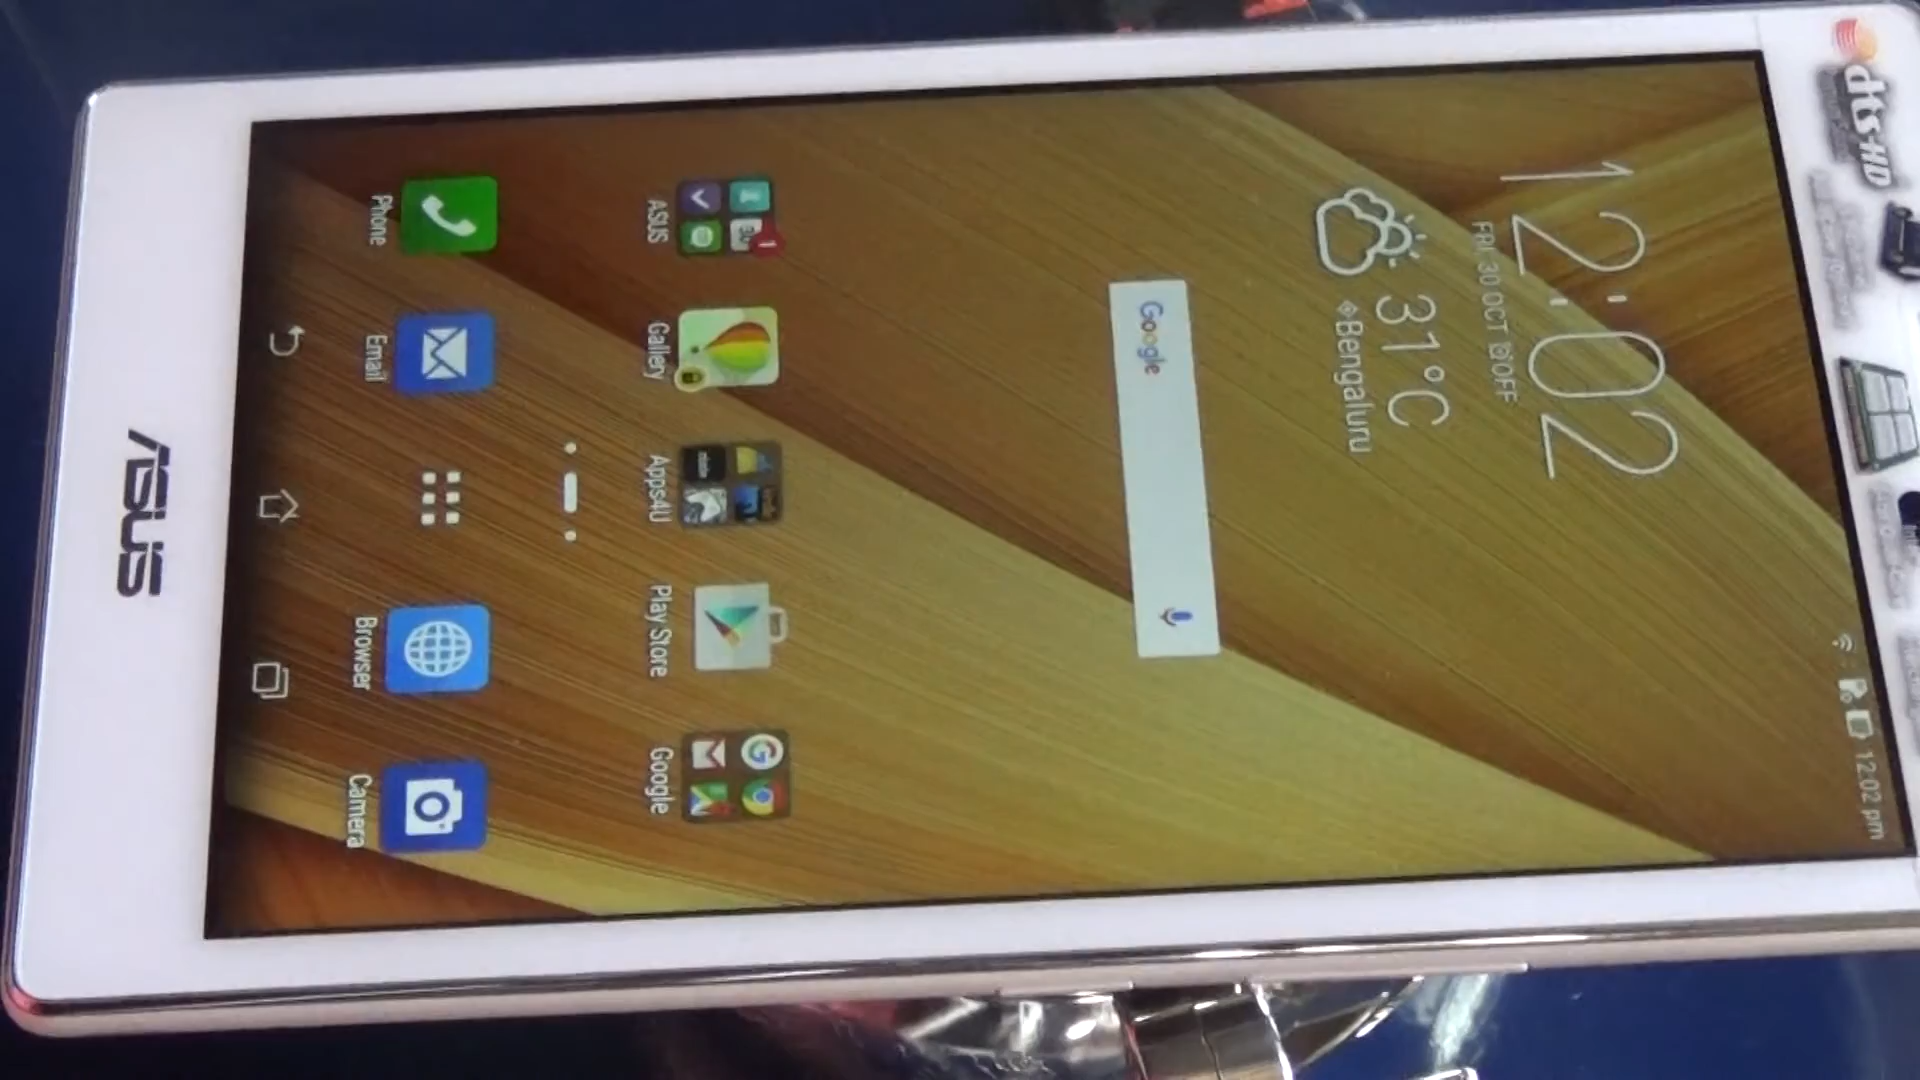 dts-HD
12:02 pm
12:02
FRI, 30 OCT OFF
31°C
Bengaluru
Google
ASUS
Gallery
Apps4U
Play Store
Google
Phone
Email
Browser
Camera
ASUS